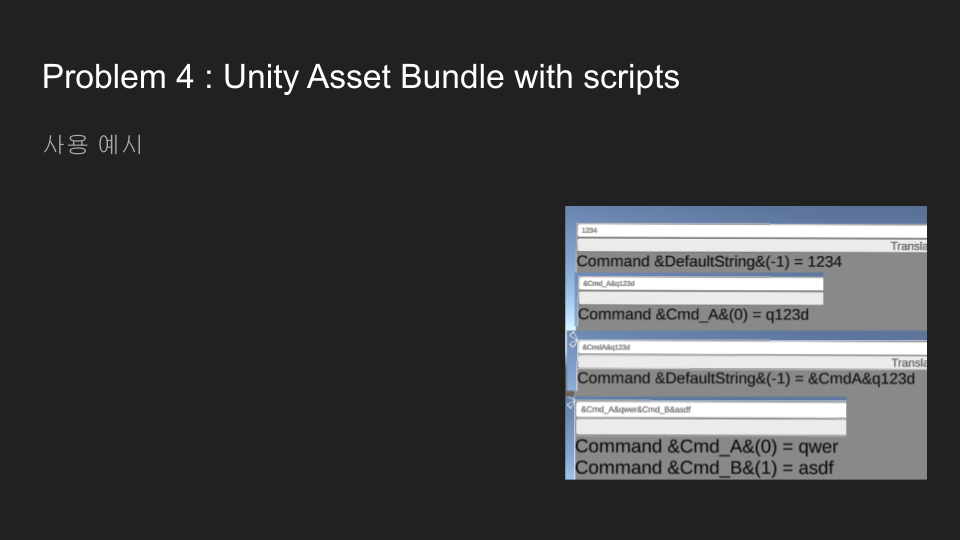 Problem 4 : Unity Asset Bundle with scripts
사용 예시
1234
Transla
Command &DefaultString&(-1) = 1234
&Cmd_A&q123d
Command &Cmd_A&(0) = q123d
&CmdA&q123d
Transla
Command &DefaultString&(-1) = &CmdA&q123d
&Cmd_A&qwer&Cmd_B&asdf
Command &Cmd_A&(0) = qwer
Command &Cmd_B&(1) = asdf